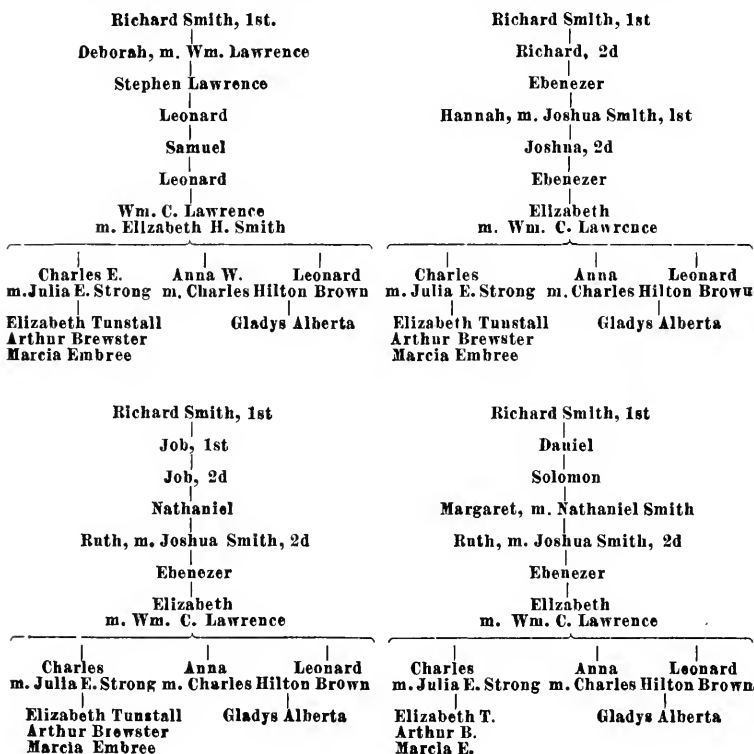 Richard Smith, 1st.
Deborah, m. Wm. Lawrence
Stephen Lawrence
Leonard
Samuel
Leonard
Wm. C. Lawrence
m. Elizabeth H. Smith
Charles E. Anna W. Leonard
m. Julia E. Strong m. Charles Hilton Brown
Elizabeth Tunstall Gladys Alberta
Arthur Brewster
Marcia Embree
Richard Smith, 1st
Richard, 2d
Ebenezer
Hannah, m. Joshua Smith, 1st
Joshua, 2d
Ebenezer
Elizabeth
m. Wm. C. Lawrence
Charles Anna Leonard
m. Julia E. Strong m. Charles Hilton Brown
Elizabeth Tunstall Gladys Alberta
Arthur Brewster
Marcia Embree
Richard Smith, 1st
Job, 1st
Job, 2d
Nathaniel
Ruth, m. Joshua Smith, 2d
Ebenezer
Elizabeth
m. Wm. C. Lawrence
Charles Anna Leonard
m. Julia E. Strong m. Charles Hilton Brown
Elizabeth Tunstall Gladys Alberta
Arthur Brewster
Marcia Embree
Richard Smith, 1st
Daniel
Solomon
Margaret, m. Nathaniel Smith
Ruth, m. Joshua Smith, 2d
Ebenezer
Elizabeth
m. Wm. C. Lawrence
Charles Anna Leonard
m. Julia E. Strong m. Charles Hilton Brown
Elizabeth T. Gladys Alberta
Arthur B.
Marcia E.